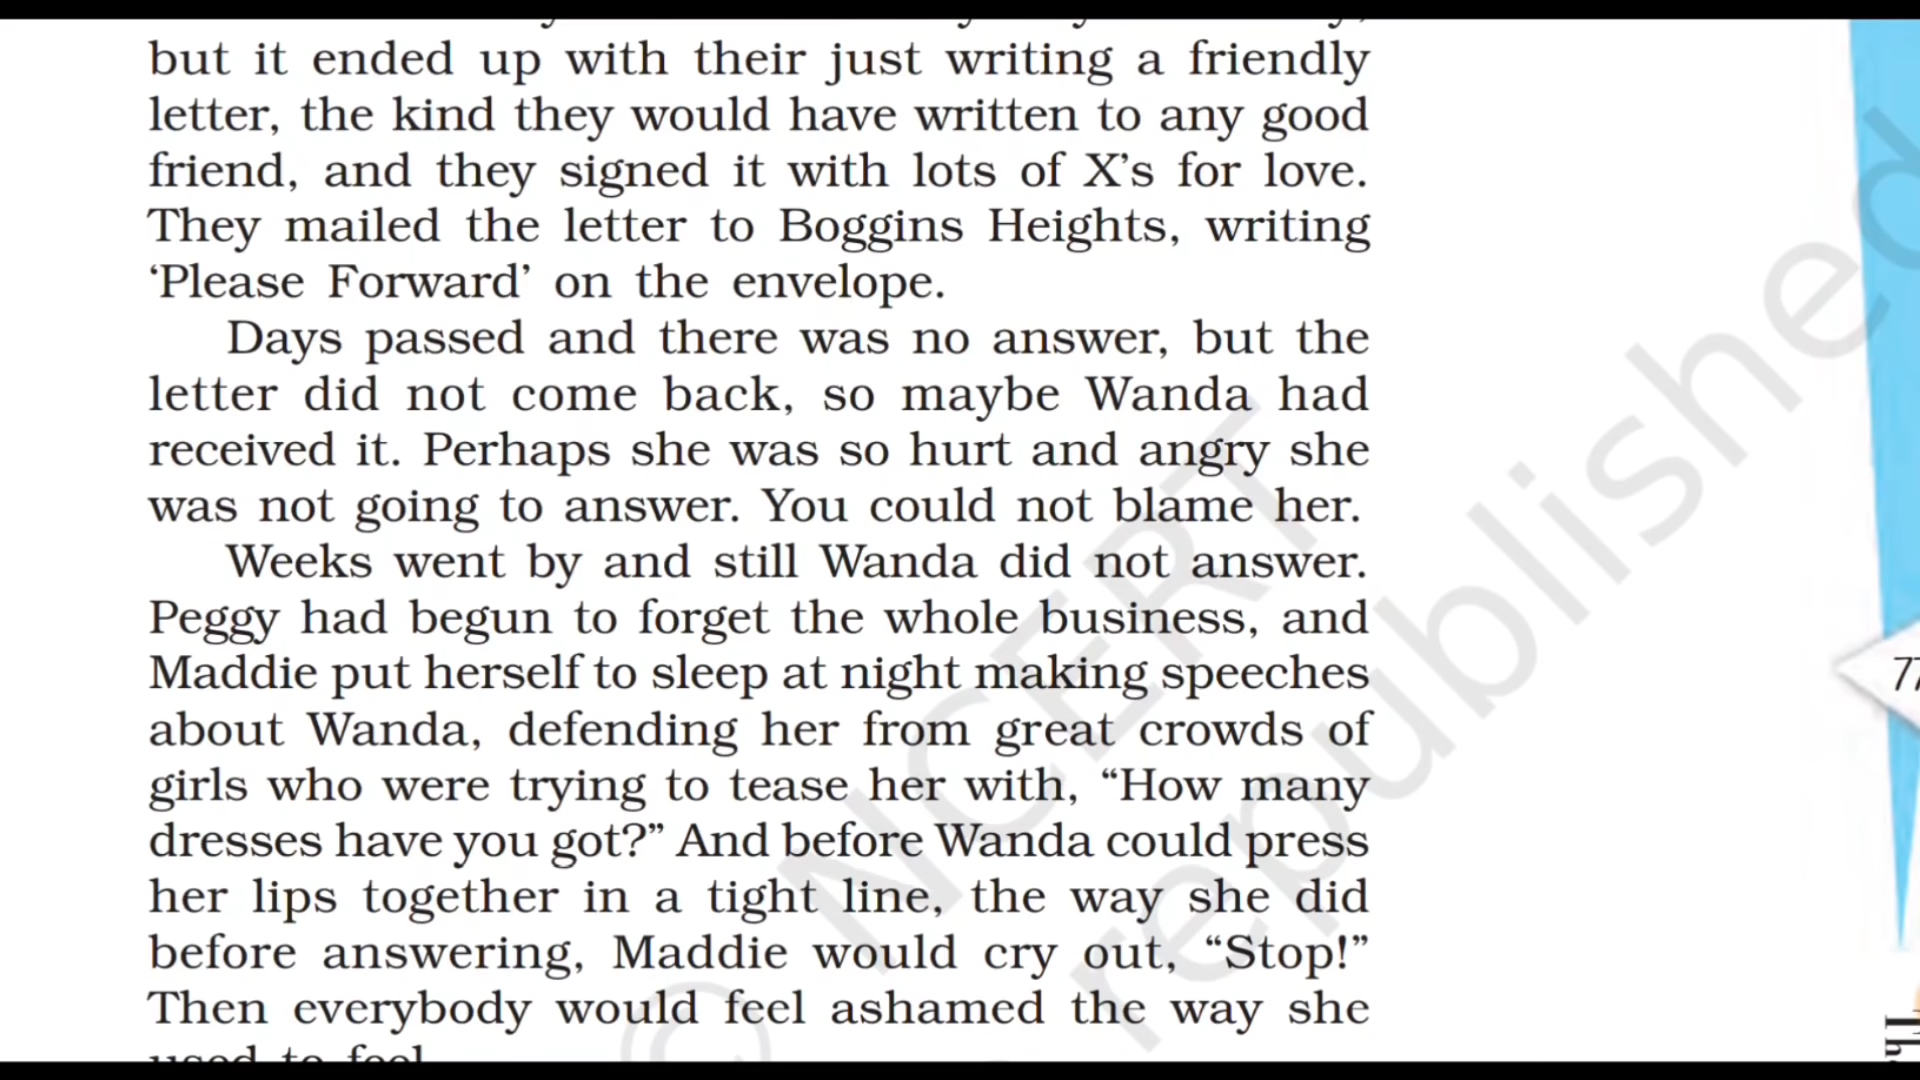 but it ended up with their just writing a friendly
letter, the kind they would have written to any good
friend, and they signed it with lots of X’s for love.
They mailed the letter to Boggins Heights, writing
‘Please Forward’ on the envelope.
Days passed and there was no answer, but the
letter did not come back, so maybe Wanda had
received it. Perhaps she was so hurt and angry she
was not going to answer. You could not blame her.
Weeks went by and still Wanda did not answer.
Peggy had begun to forget the whole business, and
Maddie put herself to sleep at night making speeches
about Wanda, defending her from great crowds of
girls who were trying to tease her with, “How many
dresses have you got?” And before Wanda could press
her lips together in a tight line, the way she did
before answering, Maddie would cry out, “Stop!”
Then everybody would feel ashamed the way she
used to feel
© NCERT
republished
77